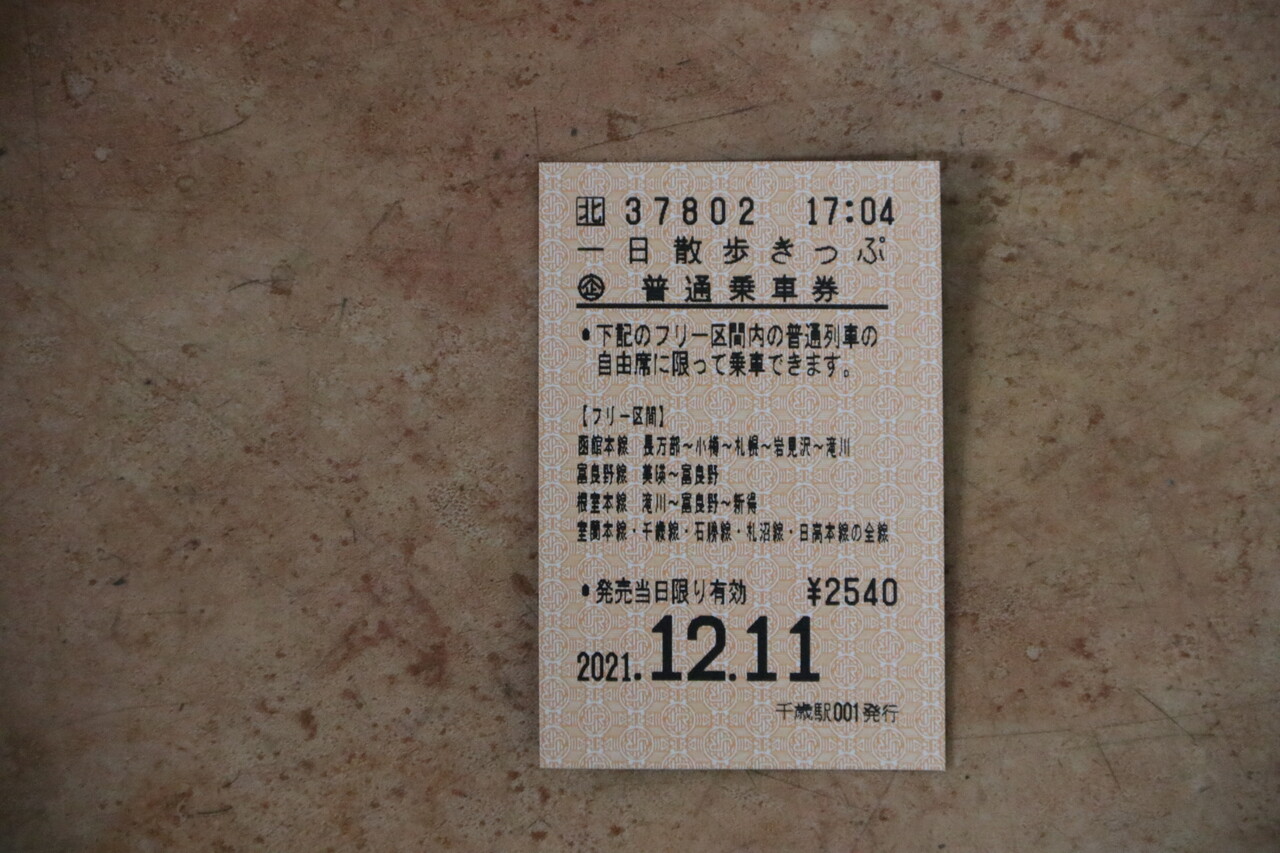 北 37802 17:04
一日散歩きっぷ
企 普通乗車券
●下記のフリー区間内の普通列車の
自由席に限って乗車できます。
【フリー区間】
函館本線 長万部～小樽～札幌～岩見沢～滝川
富良野線 美瑛～富良野
根室本線 滝川～富良野～新得
室蘭本線・千歳線・石勝線・札沼線・日高本線の全線
●発売当日限り有効 ¥2540
2021.12.11
千歳駅001発行